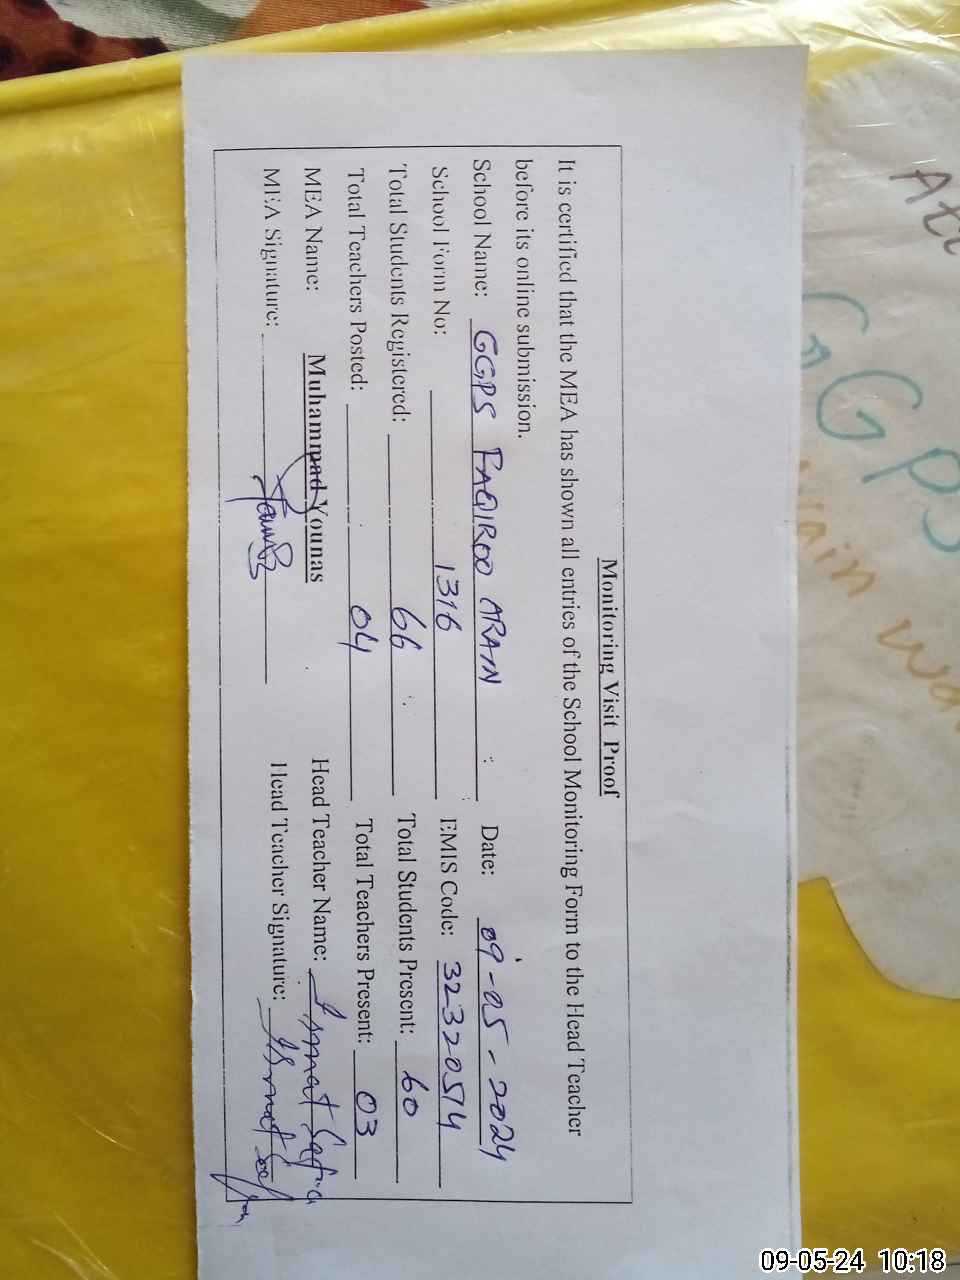 Monitoring Visit Proof
It is certified that the MEA has shown all entries of the School Monitoring Form to the Head Teacher
before its online submission.
School Name: GGPS FAQIROO ARAIN Date: 09-05-2024
School Form No: 1316 EMIS Code: 32320514
Total Students Registered: 66 Total Students Present: 60
Total Teachers Posted: 04 Total Teachers Present: 03
MEA Name: Muhammad Younas Head Teacher Name: Ismat
MEA Signature: Head Teacher Signature: Ismat
GGPS
09-05-24 10:18